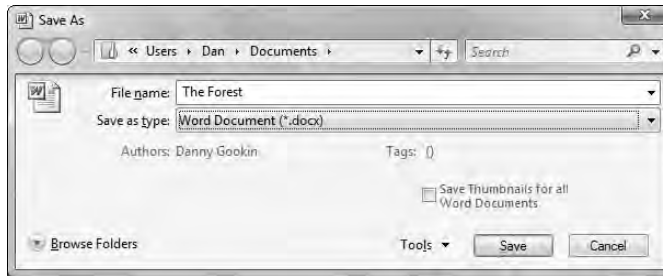 Save As
« Users Dan Documents Search
File name: The Forest
Save as type: Word Document (*.docx)
Authors: Danny Gookin Tags: ()
Save Thumbnails for all
Word Documents
Browse Folders Tools Save Cancel